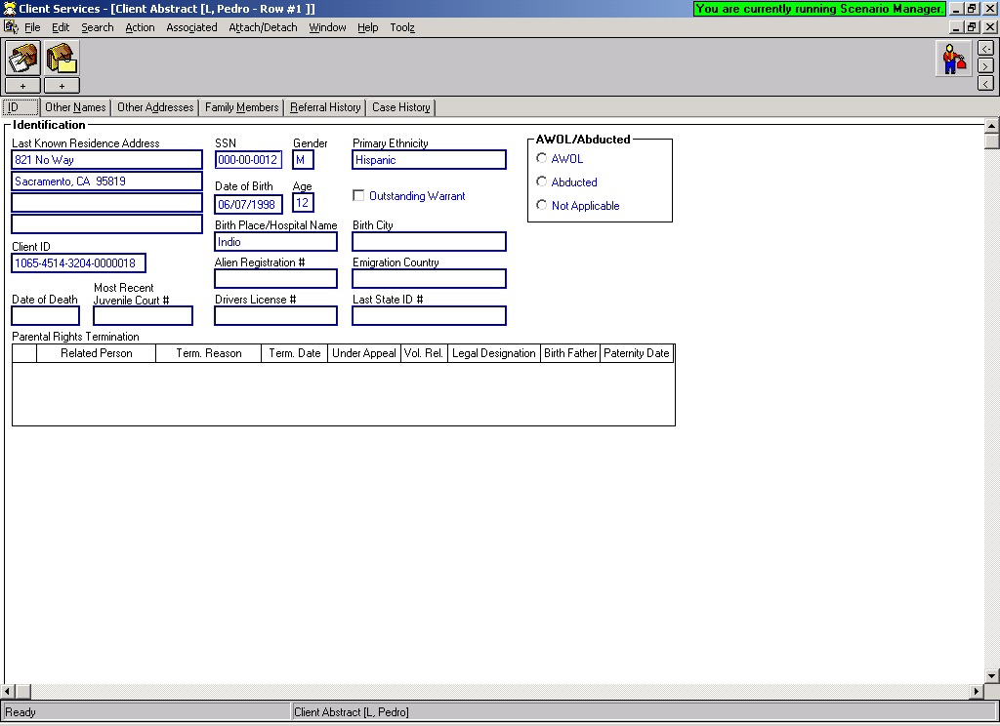 Client Services - [Client Abstract [L, Pedro - Row #1 ]]
You are currently running Scenario Manager.
File Edit Search Action Associated Attach/Detach Window Help Toolz
+ +
<- > <
ID Other Names Other Addresses Family Members Referral History Case History
Identification
Last Known Residence Address
821 No Way
Sacramento, CA 95819
SSN
000-00-0012
Gender
M
Primary Ethnicity
Hispanic
AWOL/Abducted
AWOL
Abducted
Not Applicable
Date of Birth
06/07/1998
Age
12
Outstanding Warrant
Birth Place/Hospital Name
Indio
Birth City
Client ID
1065-4514-3204-0000018
Alien Registration #
Emigration Country
Date of Death
Most Recent
Juvenile Court #
Drivers License #
Last State ID #
Parental Rights Termination
Related Person Term. Reason Term. Date Under Appeal Vol. Rel. Legal Designation Birth Father Paternity Date
Ready
Client Abstract [L, Pedro]